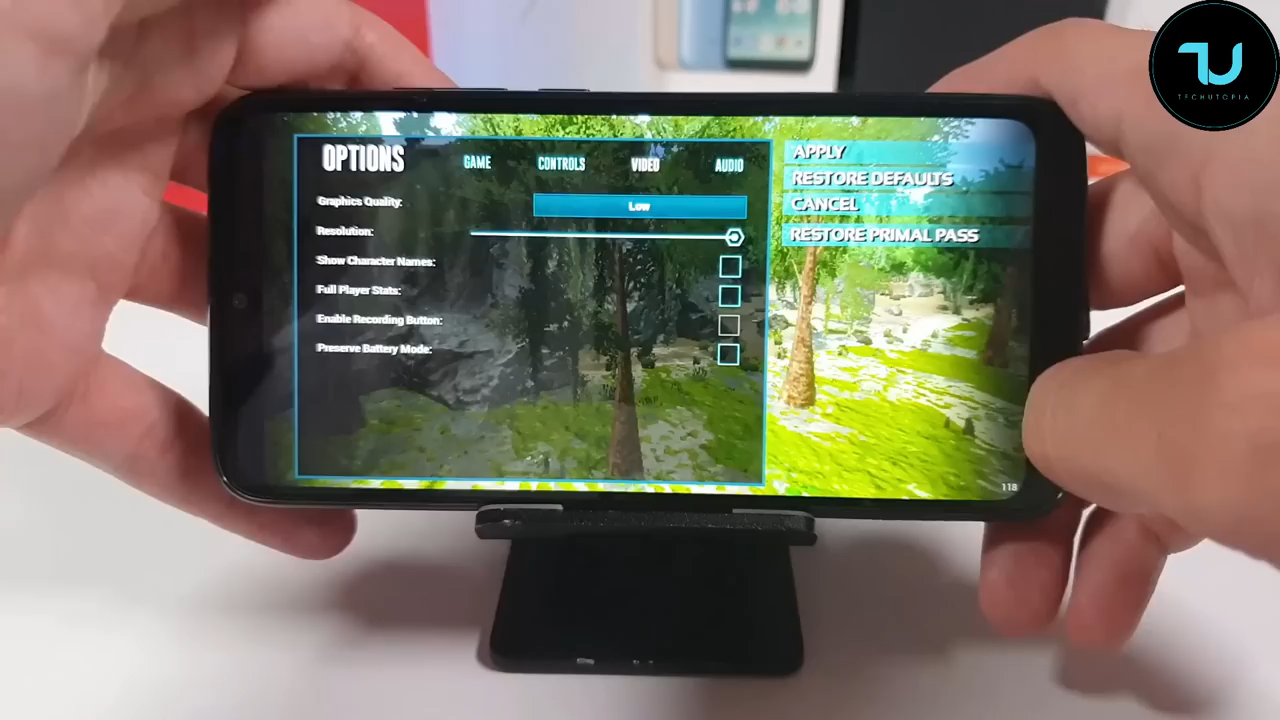 TU
TECHUTOPIA
OPTIONS GAME CONTROLS VIDEO AUDIO
Graphics Quality: Low
Resolution:
Show Character Names:
Full Player Stats:
Enable Recording Button:
Preserve Battery Mode:
APPLY
RESTORE DEFAULTS
CANCEL
RESTORE PRIMAL PASS
118